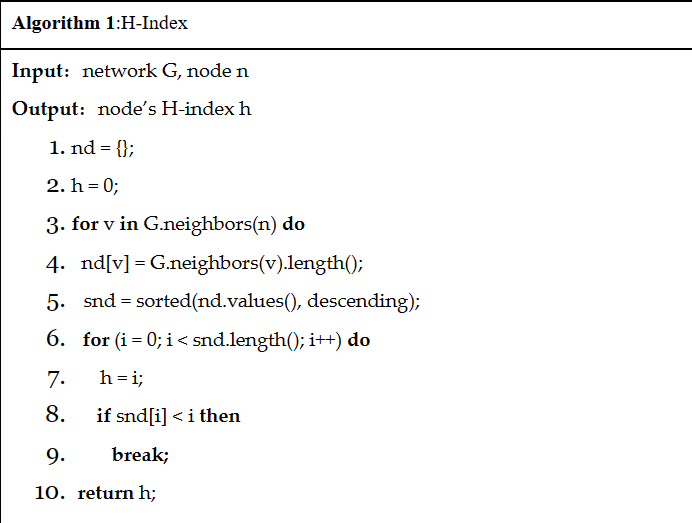 Algorithm 1:H-Index
Input: network G, node n
Output: node's H-index h
1. nd = {};
2. h = 0;
3. for v in G.neighbors(n) do
4. nd[v] = G.neighbors(v).length();
5. snd = sorted(nd.values(), descending);
6. for (i = 0; i < snd.length(); i++) do
7. h = i;
8. if snd[i] < i then
9. break;
10. return h;